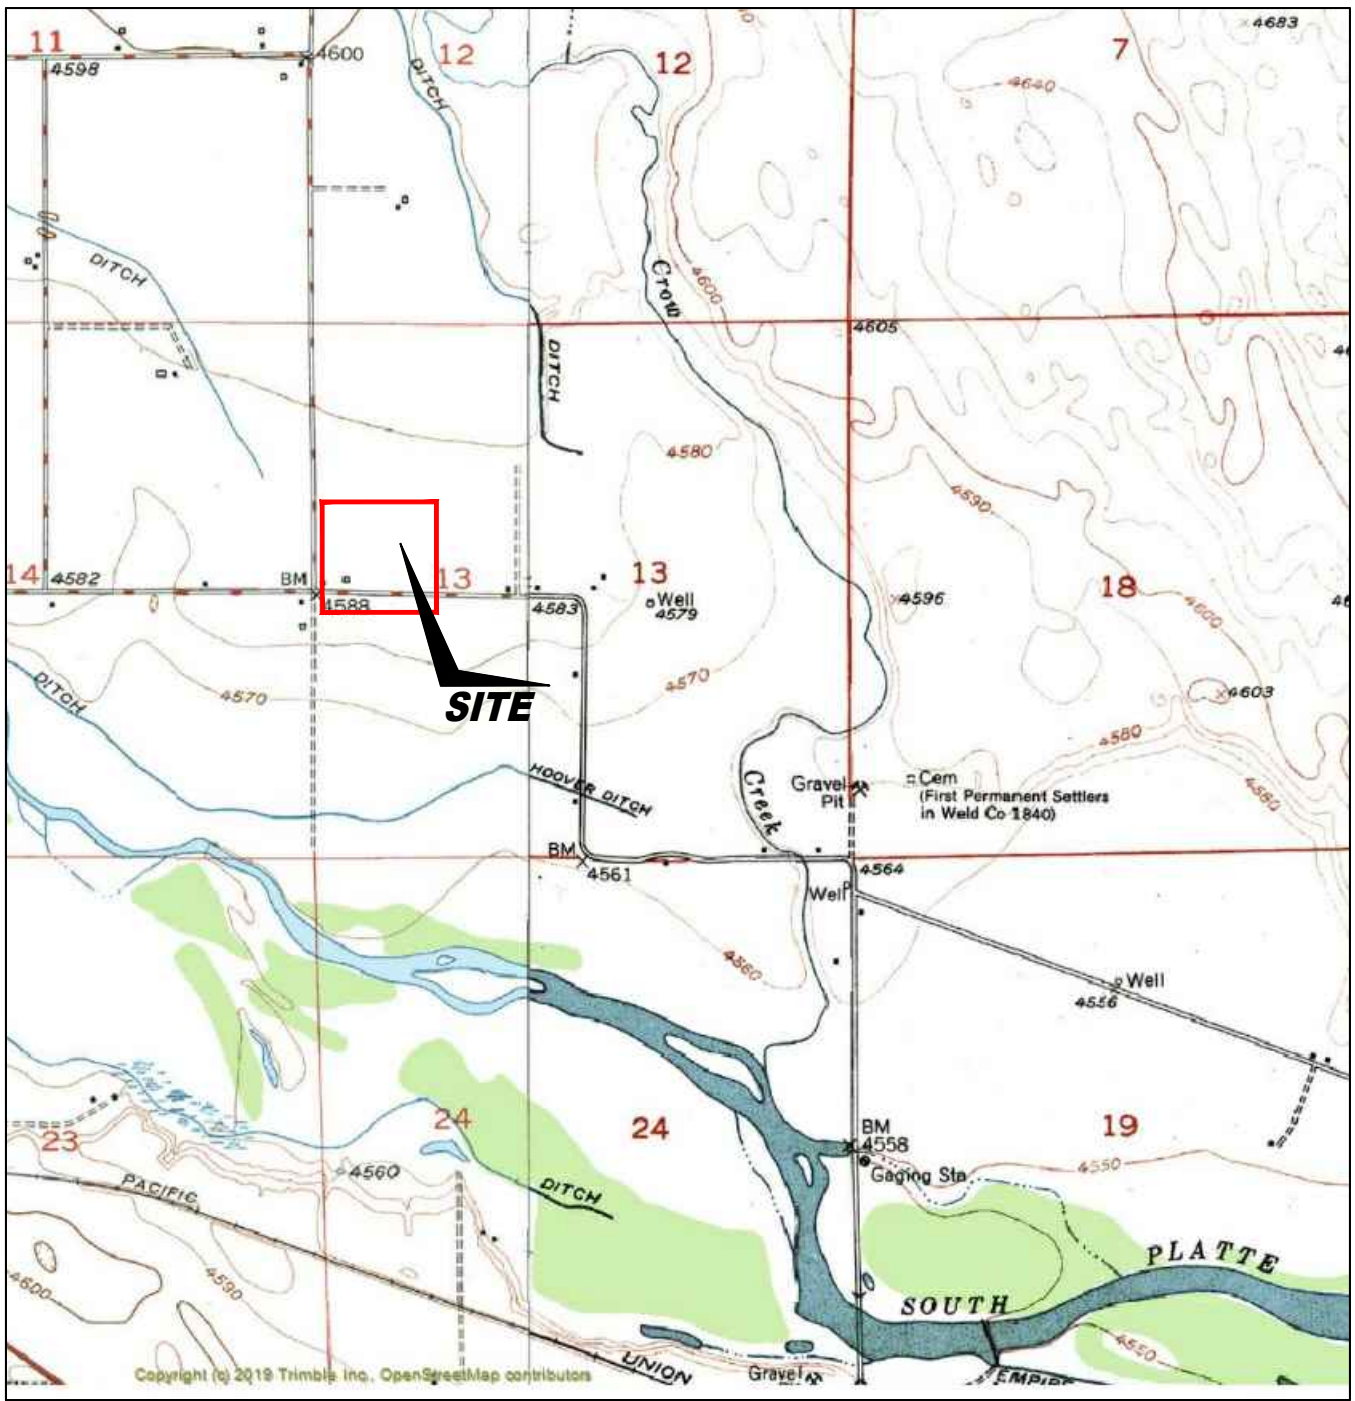 4683
11
4600
12
12
7
4598
DITCH
4640
DITCH
Crow
4600
4605
DITCH
4580
4590
14
4582
BM
4588
13
4583
13
Well
4579
4596
18
4600
DITCH
4570
4570
SITE
4603
4580
HOOVER DITCH
Creek
Gravel
Pit
Cem
(First Permanent Settlers
in Weld Co 1840)
4560
BM
4561
4564
Well
4560
Well
4556
23
24
24
BM
4558
19
4560
Gaging Sta
4550
PACIFIC
DITCH
PLATTE
4600
4590
SOUTH
4550
UNION
Gravel
EMPIRE
Copyright (c) 2019 Trimble Inc., OpenStreetMap contributors